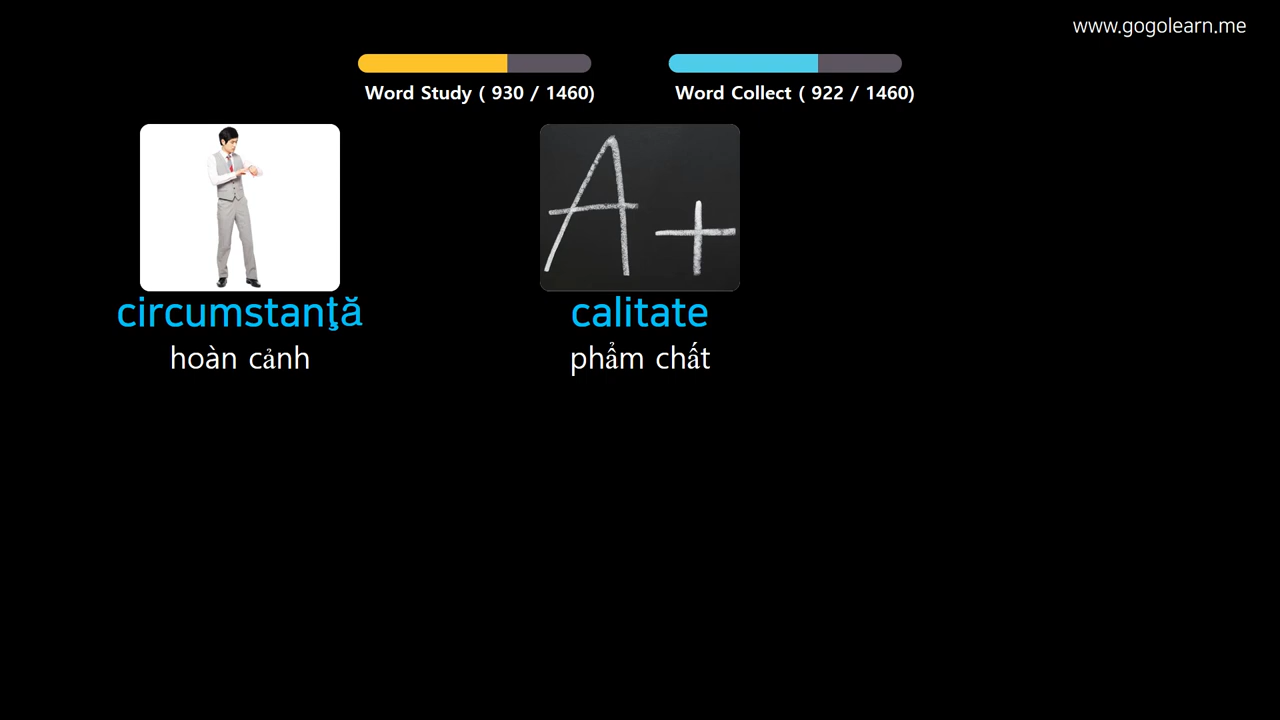 www.gogolearn.me
Word Study ( 930 / 1460)
Word Collect ( 922 / 1460)
A+
circumstanţă
calitate
hoàn cảnh
phẩm chất